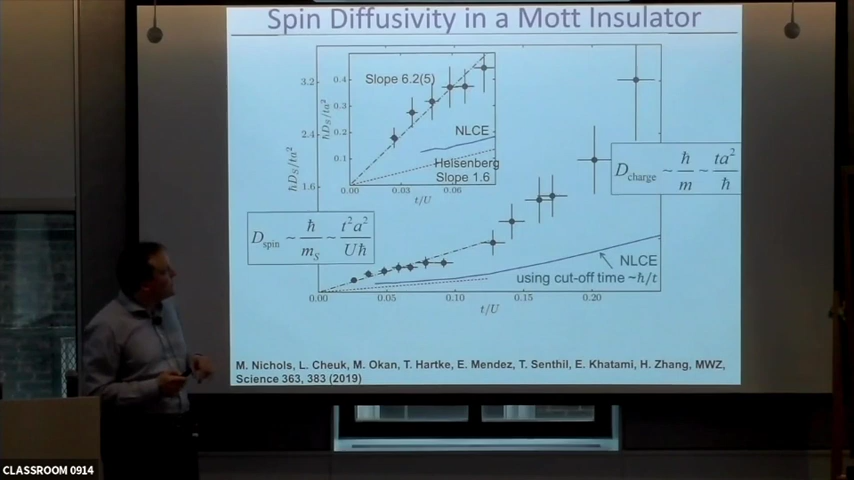 Spin Diffusivity in a Mott Insulator
ħD_S/ta²
3.2
2.4
1.6
0.00
0.05
0.10
0.15
0.20
t/U
ħD_S/ta²
0.4
0.3
0.2
0.1
0.00
0.03
0.06
t/U
Slope 6.2(5)
NLCE
Heisenberg
Slope 1.6
D_spin ~ ħ/m_S ~ t²a²/Uħ
D_charge ~ ħ/m ~ ta²/ħ
NLCE
using cut-off time ~ħ/t
M. Nichols, L. Cheuk, M. Okan, T. Hartke, E. Mendez, T. Senthil, E. Khatami, H. Zhang, MWZ,
Science 363, 383 (2019)
CLASSROOM 0914